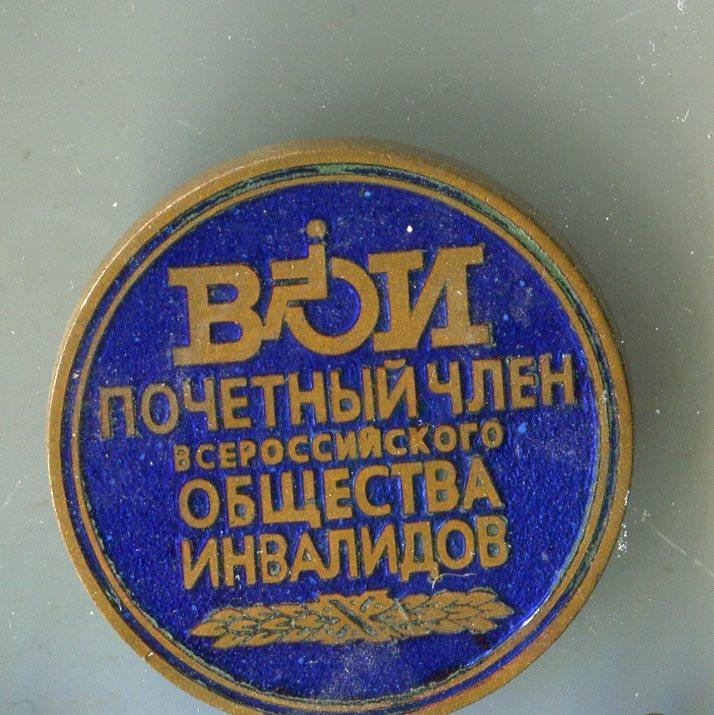 ВОИ
ПОЧЕТНЫЙ ЧЛЕН
ВСЕРОССИЙСКОГО
ОБЩЕСТВА
ИНВАЛИДОВ